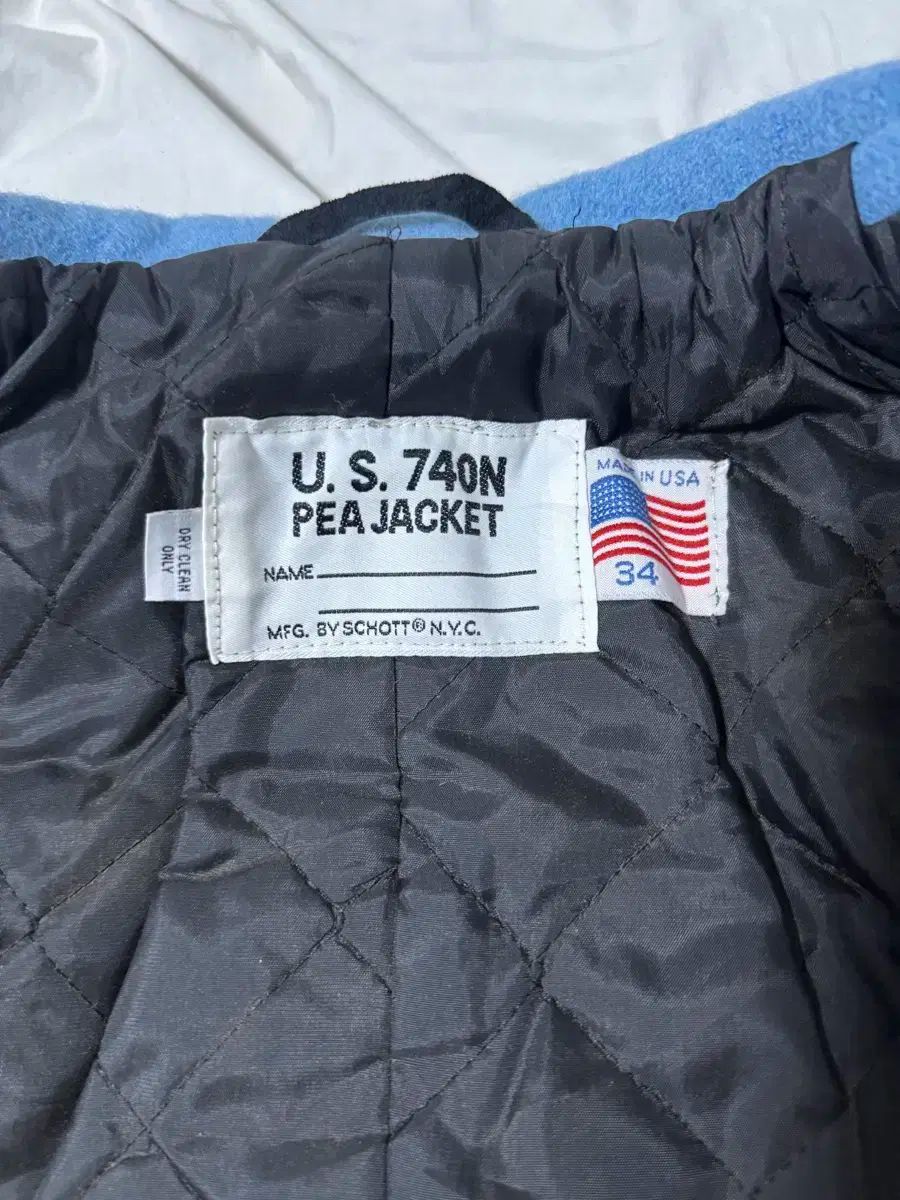 U. S. 740N
PEA JACKET
NAME
MFG. BY SCHOTT® N.Y.C.
DRY CLEAN
ONLY
MADE IN USA
34